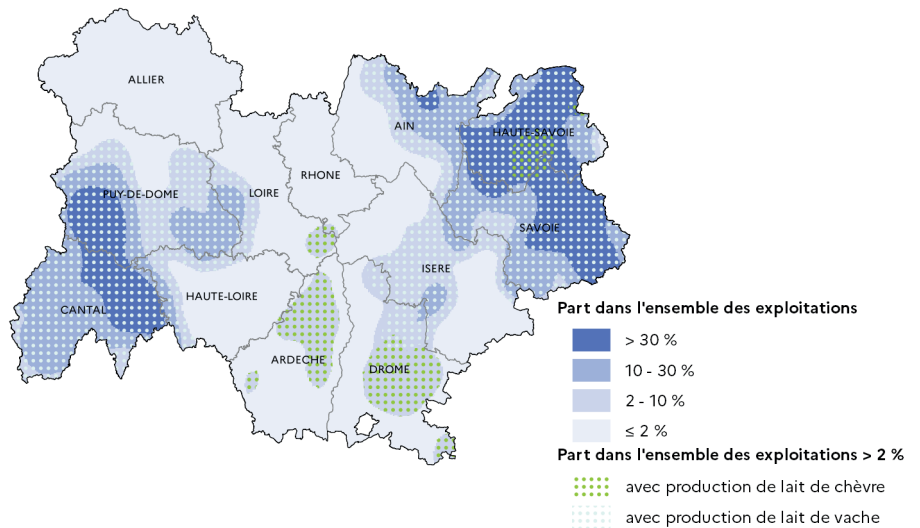 ALLIER
AIN
HAUTE-SAVOIE
PUY-DE-DOME
LOIRE
RHONE
SAVOIE
ISERE
CANTAL
HAUTE-LOIRE
ARDECHE
DROME
Part dans l'ensemble des exploitations
> 30 %
10 - 30 %
2 - 10 %
≤ 2 %
Part dans l'ensemble des exploitations > 2 %
avec production de lait de chèvre
avec production de lait de vache